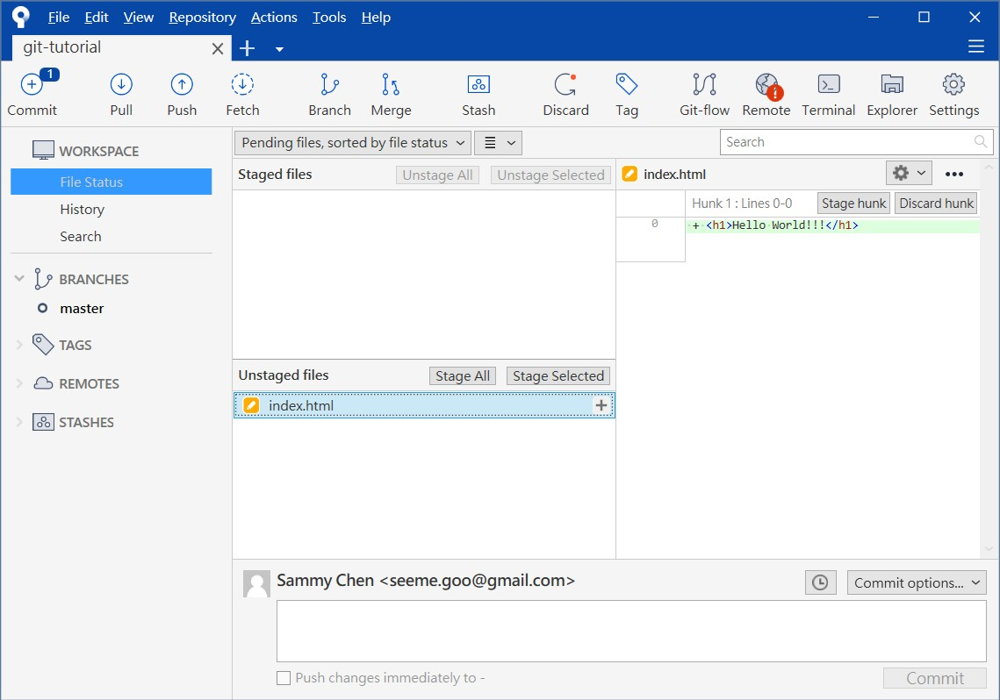 File Edit View Repository Actions Tools Help
git-tutorial
1
Commit Pull Push Fetch Branch Merge Stash Discard Tag Git-flow Remote Terminal Explorer Settings
WORKSPACE
File Status
History
Search
BRANCHES
master
TAGS
REMOTES
STASHES
Pending files, sorted by file status
Search
Staged files Unstage All Unstage Selected
Unstaged files Stage All Stage Selected
index.html
index.html
Hunk 1 : Lines 0-0 Stage hunk Discard hunk
0 + <h1>Hello World!!!</h1>
Sammy Chen <seeme.goo@gmail.com>
Commit options...
Push changes immediately to -
Commit